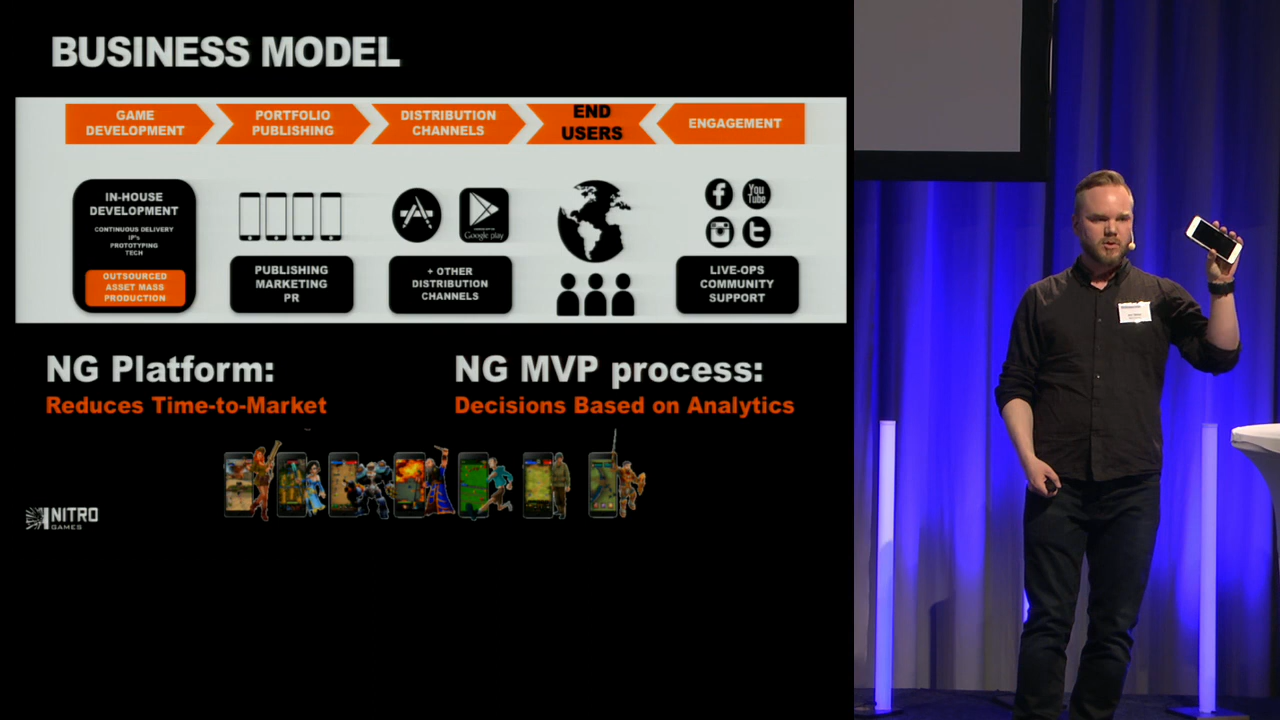 BUSINESS MODEL
GAME
DEVELOPMENT
PORTFOLIO
PUBLISHING
DISTRIBUTION
CHANNELS
END
USERS
ENGAGEMENT
IN-HOUSE
DEVELOPMENT
CONTINUOUS DELIVERY
IP's
PROTOTYPING
TECH
OUTSOURCED
ASSET MASS
PRODUCTION
PUBLISHING
MARKETING
PR
Google play
+ OTHER
DISTRIBUTION
CHANNELS
f
You
Tube
t
LIVE-OPS
COMMUNITY
SUPPORT
NG Platform:
Reduces Time-to-Market
NG MVP process:
Decisions Based on Analytics
NITRO
GAMES